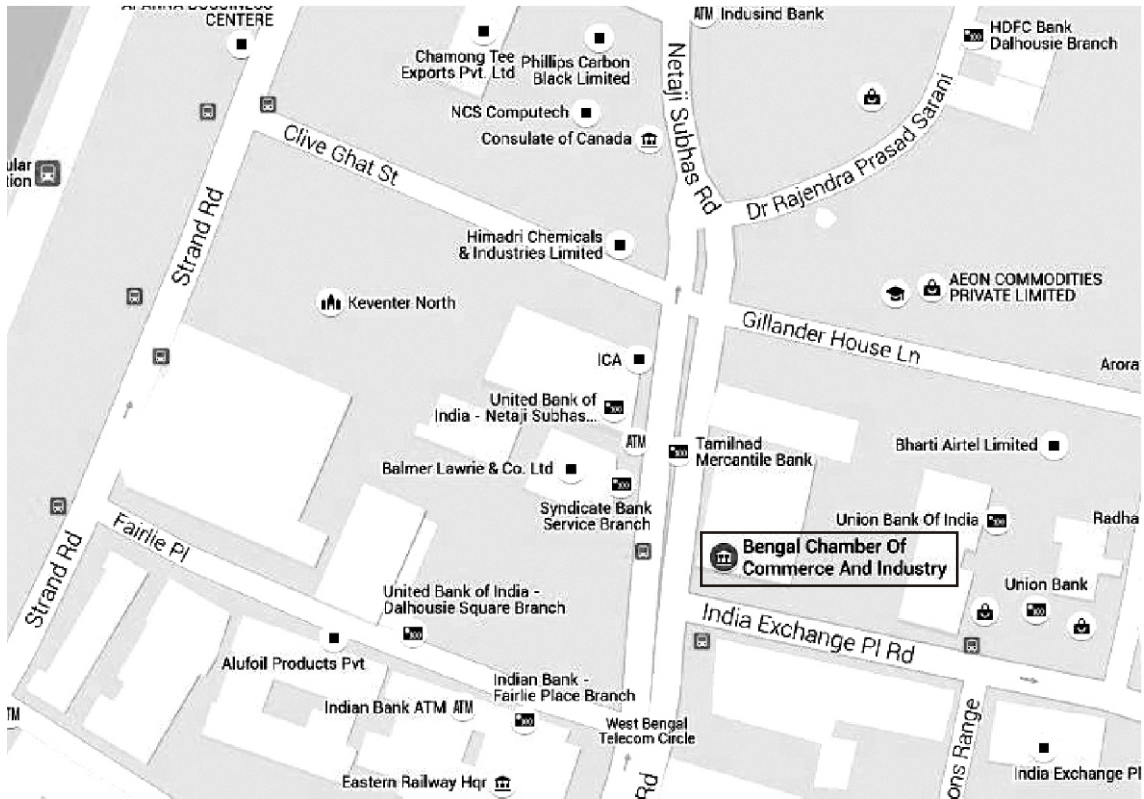 CENTERE
ATM Indusind Bank
HDFC Bank
Dalhousie Branch
Chamong Tee
Exports Pvt. Ltd
Phillips Carbon
Black Limited
NCS Computech
Consulate of Canada
Netaji Subhas Rd
Dr Rajendra Prasad Sarani
Clive Ghat St
Strand Rd
Himadri Chemicals
& Industries Limited
Keventer North
AEON COMMODITIES
PRIVATE LIMITED
Gillander House Ln
ICA
Arora
United Bank of
India - Netaji Subhas...
ATM
Tamilnad
Mercantile Bank
Bharti Airtel Limited
Balmer Lawrie & Co. Ltd
Syndicate Bank
Service Branch
Union Bank Of India
Radha
Fairlie Pl
Strand Rd
Bengal Chamber Of
Commerce And Industry
Union Bank
United Bank of India -
Dalhousie Square Branch
India Exchange Pl Rd
Alufoil Products Pvt
Indian Bank -
Fairlie Place Branch
Indian Bank ATM ATM
West Bengal
Telecom Circle
ons Range
Rd
Eastern Railway Hqr
India Exchange Pl